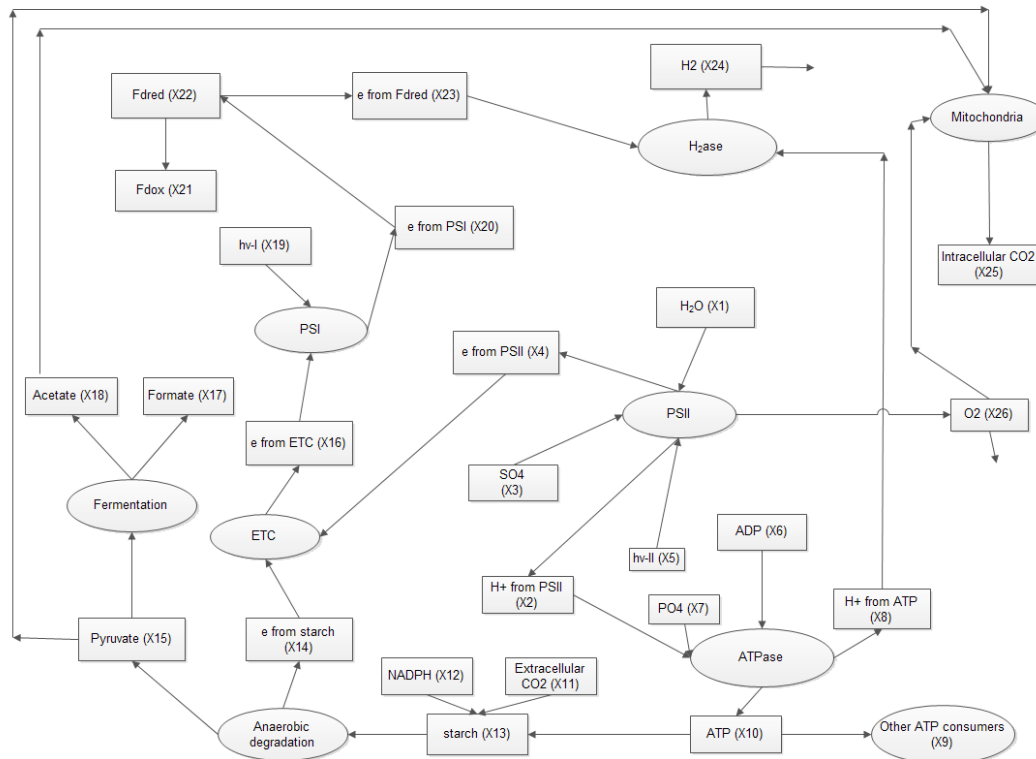 H2 (X24)
Fdred (X22)
e from Fdred (X23)
Mitochondria
H₂ase
Fdox (X21
e from PSI (X20)
hv-I (X19)
Intracellular CO2
(X25)
H₂O (X1)
PSI
e from PSII (X4)
Acetate (X18)
Formate (X17)
PSII
O2 (X26)
e from ETC (X16)
SO4
(X3)
Fermentation
ETC
ADP (X6)
hv-II (X5)
H+ from PSII
(X2)
PO4 (X7)
H+ from ATP
(X8)
Pyruvate (X15)
e from starch
(X14)
ATPase
NADPH (X12)
Extracellular
CO2 (X11)
Anaerobic
degradation
starch (X13)
ATP (X10)
Other ATP consumers
(X9)